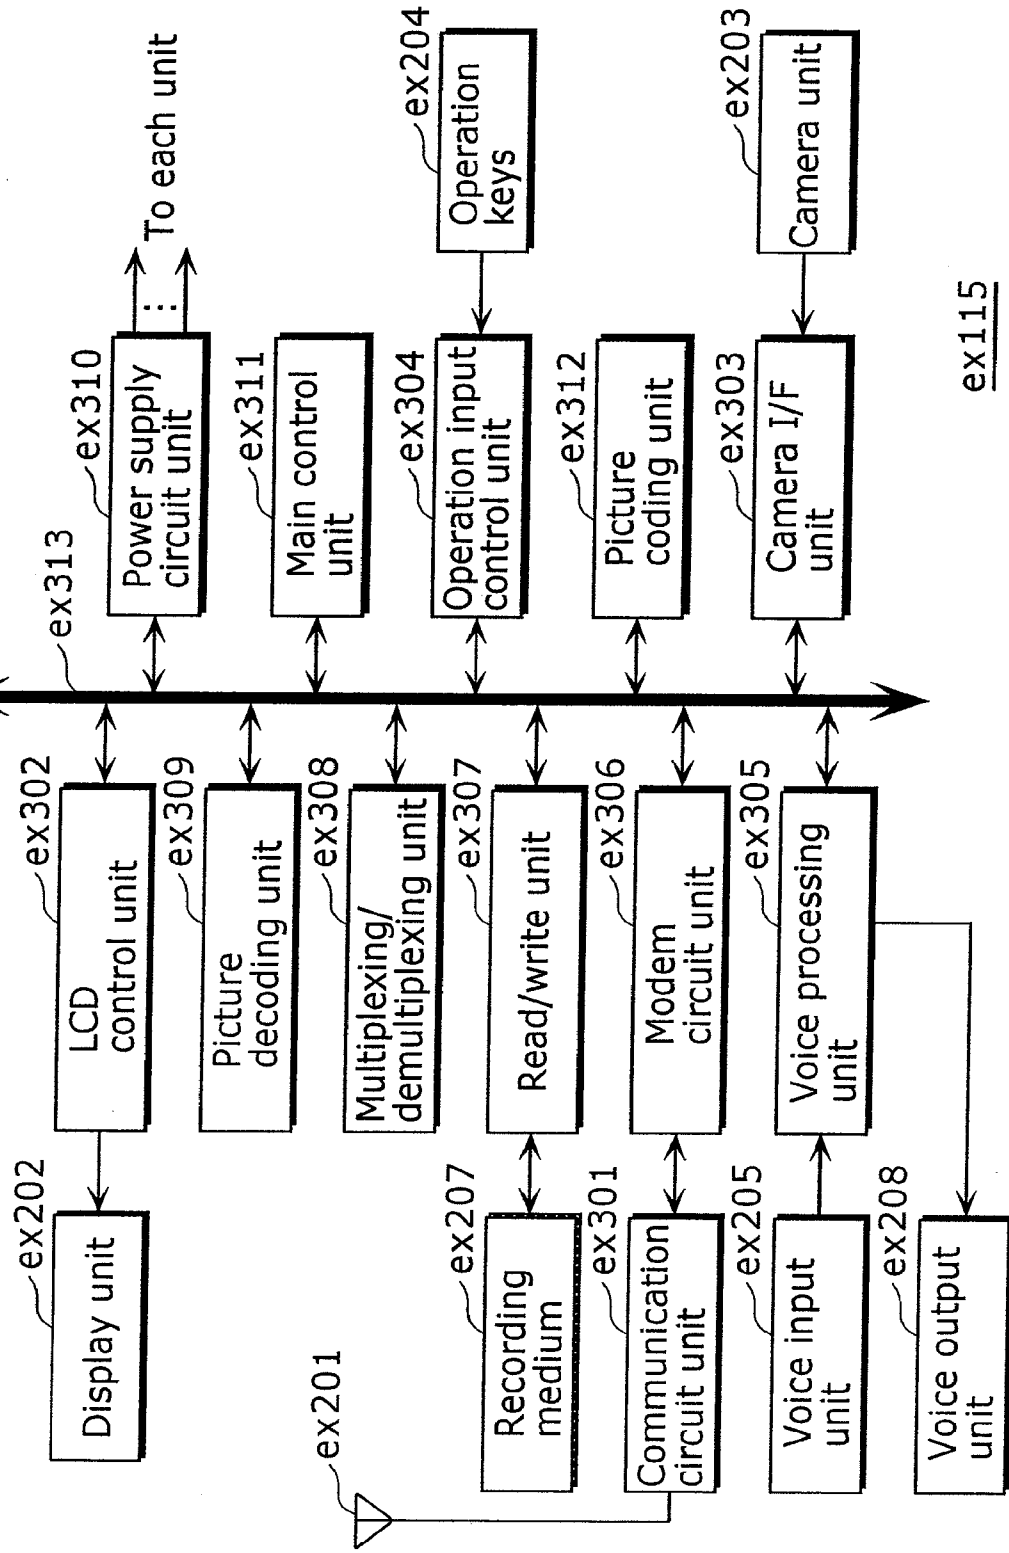 ex204
Operation
keys
ex203
Camera unit
To each unit
ex310
Power supply
circuit unit
ex311
Main control
unit
ex304
Operation input
control unit
ex312
Picture
coding unit
ex303
Camera I/F
unit
ex115
ex313
ex302
LCD
control unit
ex309
Picture
decoding unit
ex308
Multiplexing/
demultiplexing unit
ex307
Read/write unit
ex306
Modem
circuit unit
ex305
Voice processing
unit
ex202
Display unit
ex201
ex207
Recording
medium
ex301
Communication
circuit unit
ex205
Voice input
unit
ex208
Voice output
unit